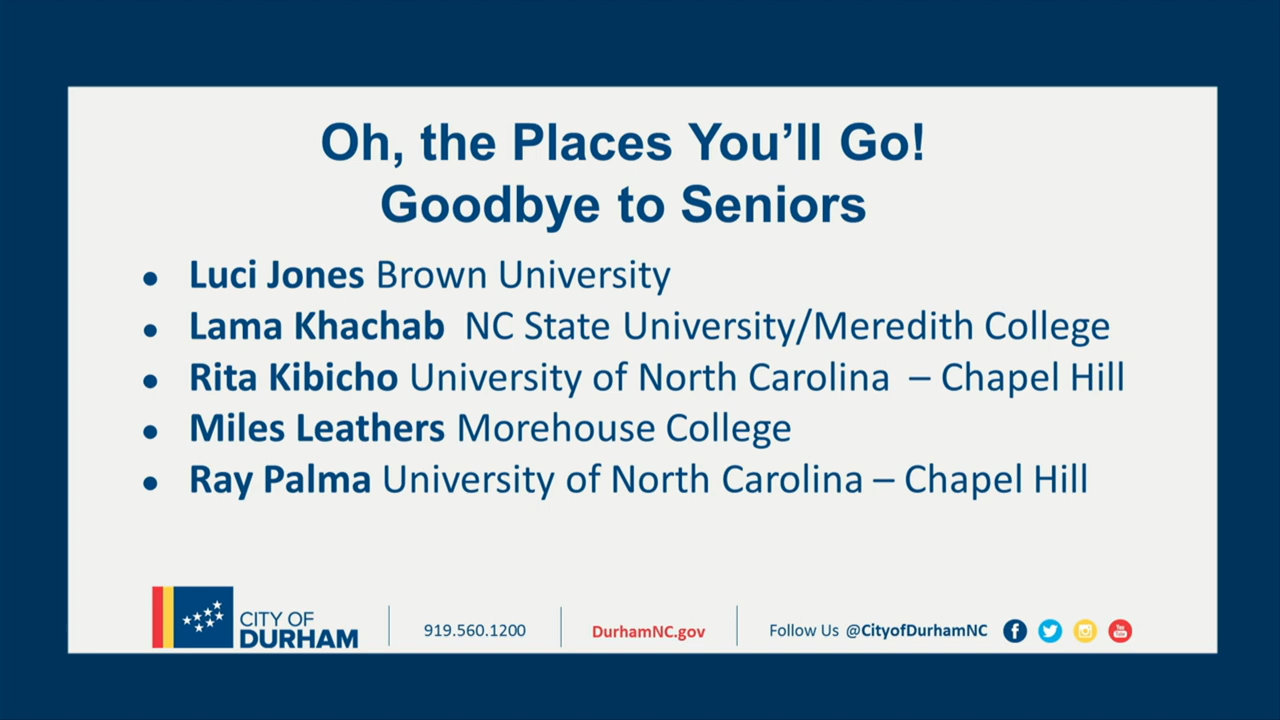 Oh, the Places You'll Go!
Goodbye to Seniors
• Luci Jones Brown University
• Lama Khachab  NC State University/Meredith College
• Rita Kibicho University of North Carolina  – Chapel Hill
• Miles Leathers Morehouse College
• Ray Palma University of North Carolina – Chapel Hill
CITY OF
DURHAM
919.560.1200
DurhamNC.gov
Follow Us @CityofDurhamNC